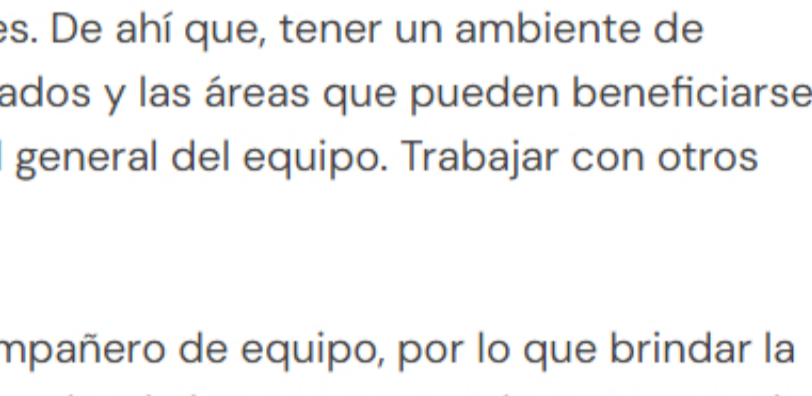 es. De ahí que, tener un ambiente de
ados y las áreas que pueden beneficiarse
general del equipo. Trabajar con otros
mpañero de equipo, por lo que brindar la